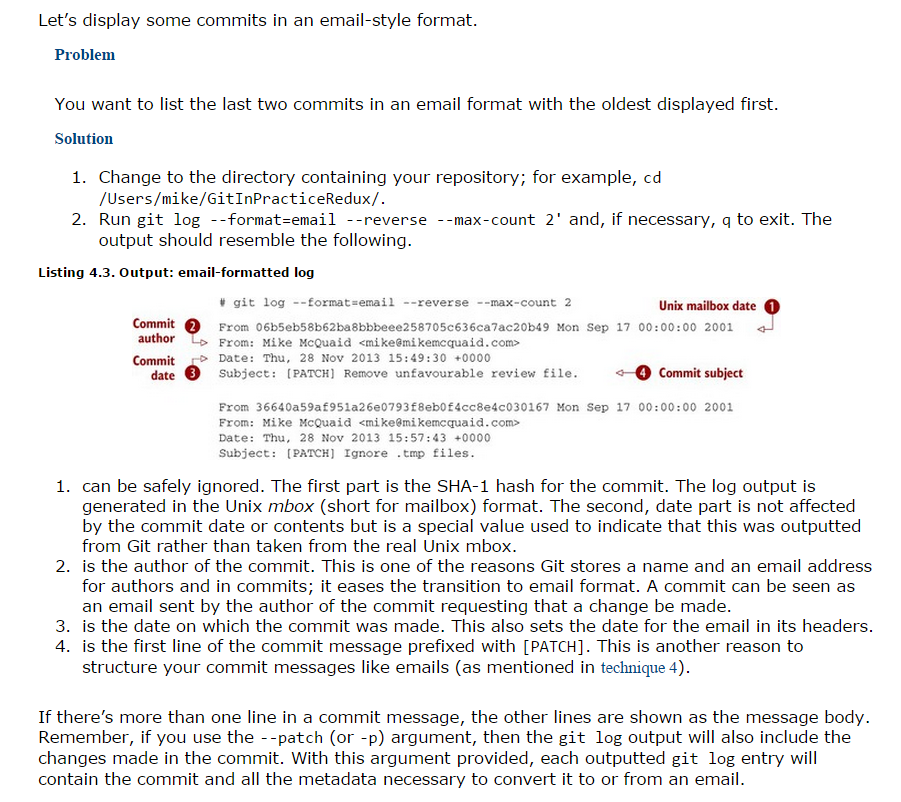 Let’s display some commits in an email-style format.
Problem
You want to list the last two commits in an email format with the oldest displayed first.
Solution
1. Change to the directory containing your repository; for example, cd
/Users/mike/GitInPracticeRedux/.
2. Run git log --format=email --reverse --max-count 2' and, if necessary, q to exit. The
output should resemble the following.
Listing 4.3. Output: email-formatted log
# git log --format=email --reverse --max-count 2
Unix mailbox date 1
Commit author 2
From 06b5eb58b62ba8bbbeee258705c636ca7ac20b49 Mon Sep 17 00:00:00 2001
From: Mike McQuaid <mike@mikemcquaid.com>
Commit date 3
Date: Thu, 28 Nov 2013 15:49:30 +0000
Subject: [PATCH] Remove unfavourable review file.
4 Commit subject
From 36640a59af951a26e0793f8eb0f4cc8e4c030167 Mon Sep 17 00:00:00 2001
From: Mike McQuaid <mike@mikemcquaid.com>
Date: Thu, 28 Nov 2013 15:57:43 +0000
Subject: [PATCH] Ignore .tmp files.
1. can be safely ignored. The first part is the SHA-1 hash for the commit. The log output is
generated in the Unix mbox (short for mailbox) format. The second, date part is not affected
by the commit date or contents but is a special value used to indicate that this was outputted
from Git rather than taken from the real Unix mbox.
2. is the author of the commit. This is one of the reasons Git stores a name and an email address
for authors and in commits; it eases the transition to email format. A commit can be seen as
an email sent by the author of the commit requesting that a change be made.
3. is the date on which the commit was made. This also sets the date for the email in its headers.
4. is the first line of the commit message prefixed with [PATCH]. This is another reason to
structure your commit messages like emails (as mentioned in technique 4).
If there’s more than one line in a commit message, the other lines are shown as the message body.
Remember, if you use the --patch (or -p) argument, then the git log output will also include the
changes made in the commit. With this argument provided, each outputted git log entry will
contain the commit and all the metadata necessary to convert it to or from an email.